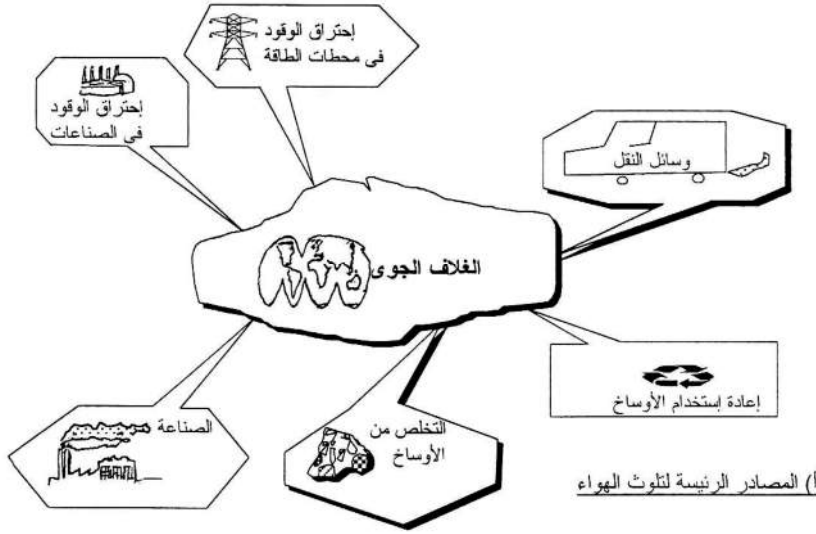 إحتراق الوقود
فى محطات الطاقة
إحتراق الوقود
فى الصناعات
وسائل النقل
الغلاف الجوى
إعادة إستخدام الأوساخ
التخلص من
الأوساخ
الصناعة
أ) المصادر الرئيسة لتلوث الهواء